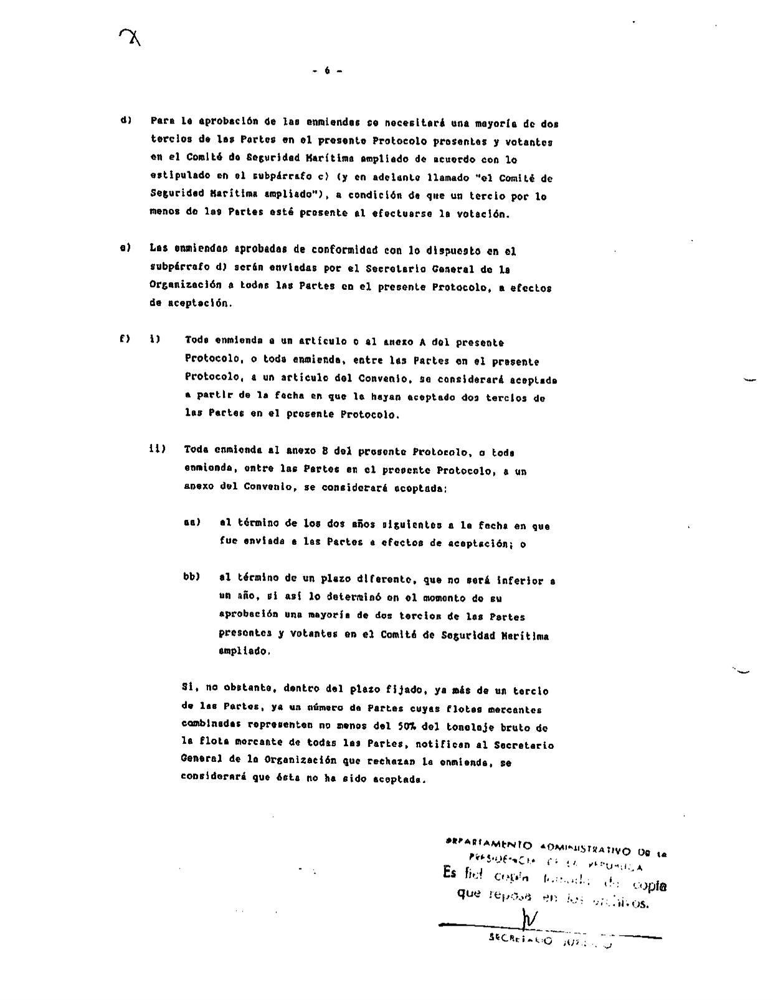 - 6 -
d) Para la aprobación de las enmiendas se necesitará una mayoría de dos
tercios de las Partes en el presente Protocolo presentes y votantes
en el Comité de Seguridad Marítima ampliado de acuerdo con lo
estipulado en el subpárrafo c) (y en adelante llamado "el Comité de
Seguridad Marítima ampliado"), a condición de que un tercio por lo
menos de las Partes esté presente al efectuarse la votación.
e) Las enmiendas aprobadas de conformidad con lo dispuesto en el
subpárrafo d) serán enviadas por el Secretario General de la
Organización a todas las Partes en el presente Protocolo, a efectos
de aceptación.
f) i) Toda enmienda a un artículo o al anexo A del presente
Protocolo, o toda enmienda, entre las Partes en el presente
Protocolo, a un artículo del Convenio, se considerará aceptada
a partir de la fecha en que la hayan aceptado dos tercios de
las Partes en el presente Protocolo.
ii) Toda enmienda al anexo B del presente Protocolo, o toda
enmienda, entre las Partes en el presente Protocolo, a un
anexo del Convenio, se considerará aceptada:
aa) al término de los dos años siguientes a la fecha en que
fue enviada a las Partes a efectos de aceptación; o
bb) al término de un plazo diferente, que no será inferior a
un año, si así lo determinó en el momento de su
aprobación una mayoría de dos tercios de las Partes
presentes y votantes en el Comité de Seguridad Marítima
ampliado.
Si, no obstante, dentro del plazo fijado, ya más de un tercio
de las Partes, ya un número de Partes cuyas flotas mercantes
combinadas representen no menos del 50% del tonelaje bruto de
la flota mercante de todas las Partes, notifican al Secretario
General de la Organización que rechazan la enmienda, se
considerará que ésta no ha sido aceptada.
DEPARTAMENTO ADMINISTRATIVO DE LA
PRESIDENCIA DE LA REPUBLICA
Es fiel copia tomada de copia
que reposa en los archivos.
SECRETARIO